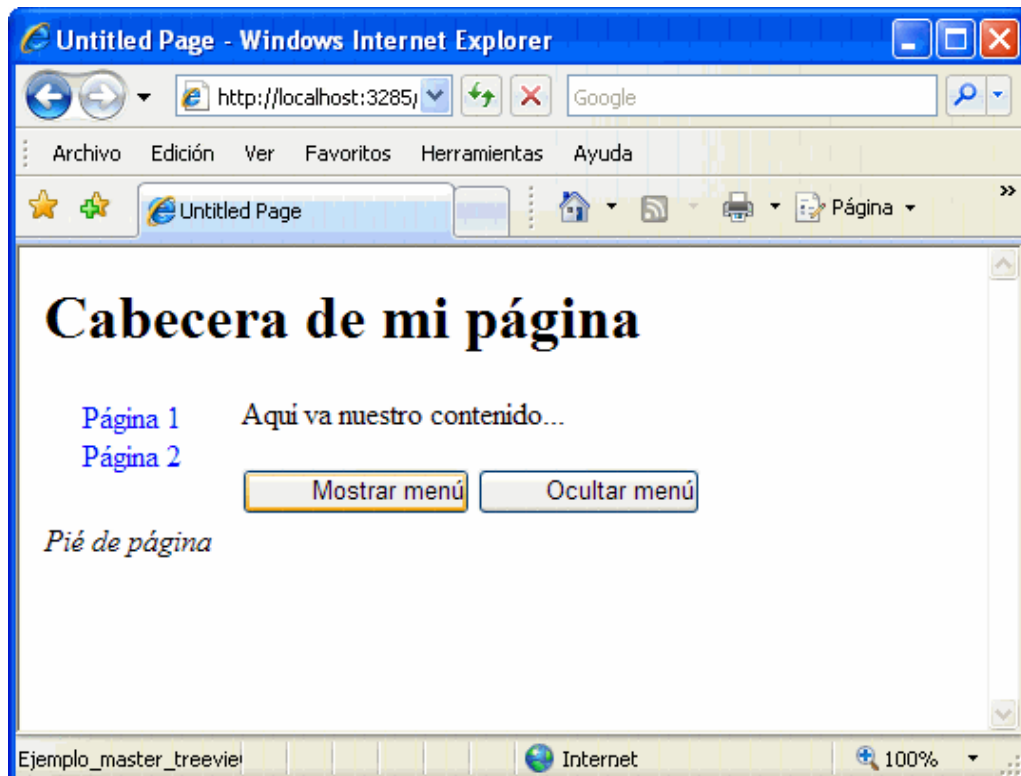 Untitled Page - Windows Internet Explorer
http://localhost:3285/
Google
Archivo Edición Ver Favoritos Herramientas Ayuda
Untitled Page
Página
Cabecera de mi página
Página 1
Aquí va nuestro contenido...
Página 2
Mostrar menú Ocultar menú
Pié de página
Ejemplo_master_treevie Internet 100%